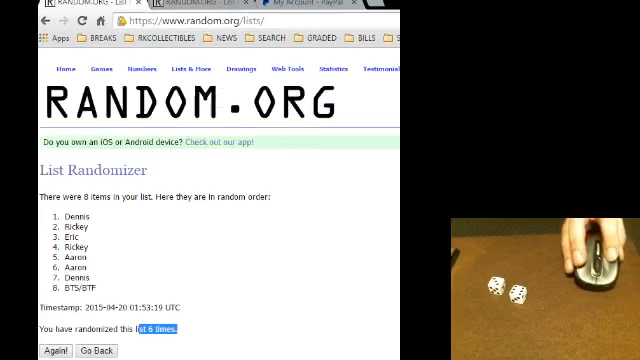 RANDOM.ORG - List
RANDOM.ORG - List
My Account - PayPal
https://www.random.org/lists/
Apps BREAKS RKCOLLECTIBLES NEWS SEARCH GRADED BILLS
Home Games Numbers Lists & More Drawings Web Tools Statistics Testimonial
RANDOM.ORG
Do you own an iOS or Android device? Check out our app!
List Randomizer
There were 8 items in your list. Here they are in random order:
1. Dennis
2. Rickey
3. Eric
4. Rickey
5. Aaron
6. Aaron
7. Dennis
8. BTS/BTF
Timestamp: 2015-04-20 01:53:19 UTC
You have randomized this list 6 times.
Again! Go Back